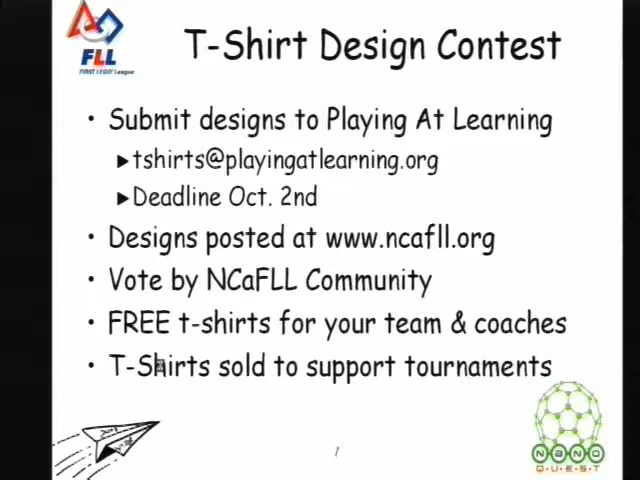 FLL
FIRST LEGO League
T-Shirt Design Contest
• Submit designs to Playing At Learning
▶tshirts@playingatlearning.org
▶Deadline Oct. 2nd
• Designs posted at www.ncafll.org
• Vote by NCaFLL Community
• FREE t-shirts for your team & coaches
• T-Shirts sold to support tournaments
7
NANO
QUEST